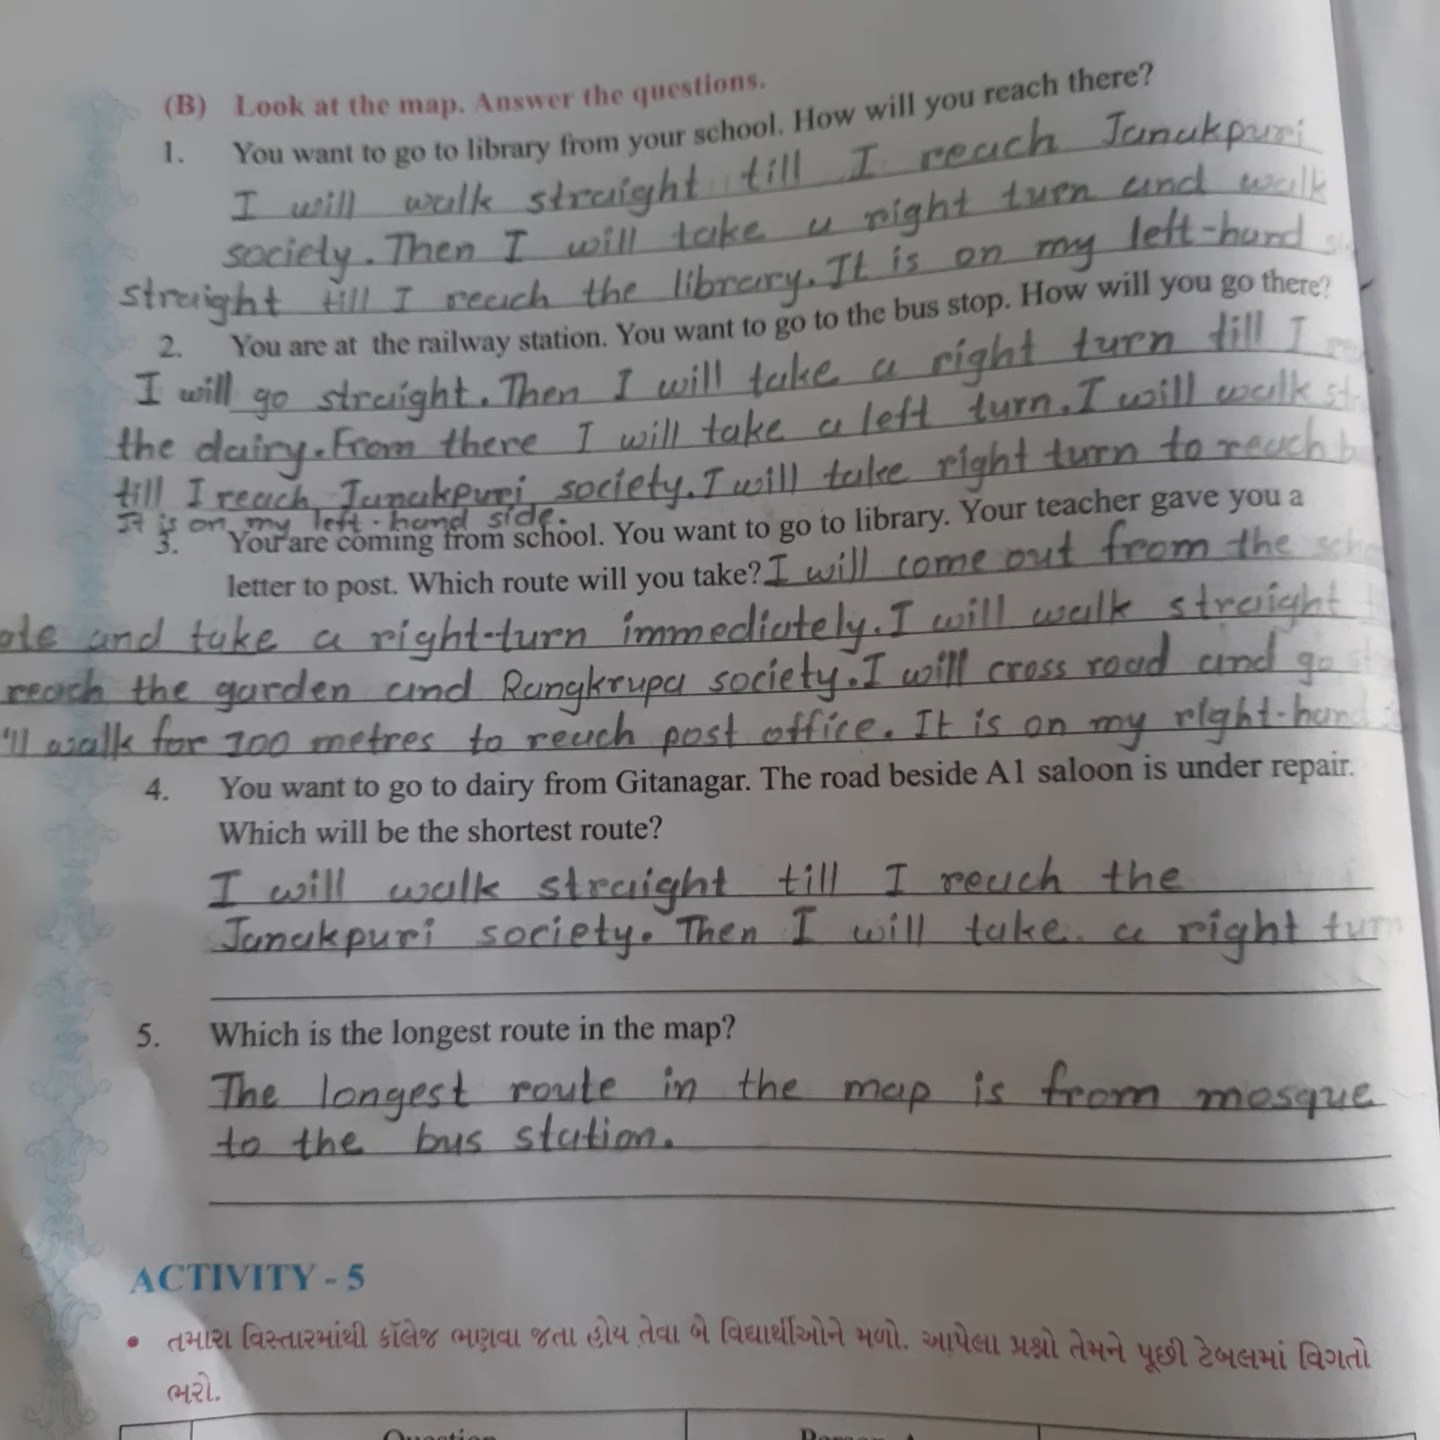 (B) Look at the map. Answer the questions.
1. You want to go to library from your school. How will you reach there?
I will walk straight till I reach Janakpuri
society. Then I will take a right turn and walk
straight till I reach the library. It is on my left-hand
2. You are at the railway station. You want to go to the bus stop. How will you go there?
I will go straight. Then I will take a right turn till I
the dairy. From there I will take a left turn. I will walk
till I reach Janakpuri society. I will take right turn to reach
It is on my left-hand side.
3. You are coming from school. You want to go to library. Your teacher gave you a
letter to post. Which route will you take? I will come out from the
and take a right-turn immediately. I will walk straight
reach the garden and Rangkrupa society. I will cross road and go
'll walk for 100 metres to reach post office. It is on my right-hand
4. You want to go to dairy from Gitanagar. The road beside A1 saloon is under repair.
Which will be the shortest route?
I will walk straight till I reach the
Janakpuri society. Then I will take a right turn
5. Which is the longest route in the map?
The longest route in the map is from mosque
to the bus station.
ACTIVITY - 5
• તમારા વિસ્તારમાંથી કૉલેજ ભણવા જતા હોય તેવા બે વિદ્યાર્થીઓને મળો. આપેલા પ્રશ્નો તેમને પૂછી ટેબલમાં વિગતો
ભરો.
Question